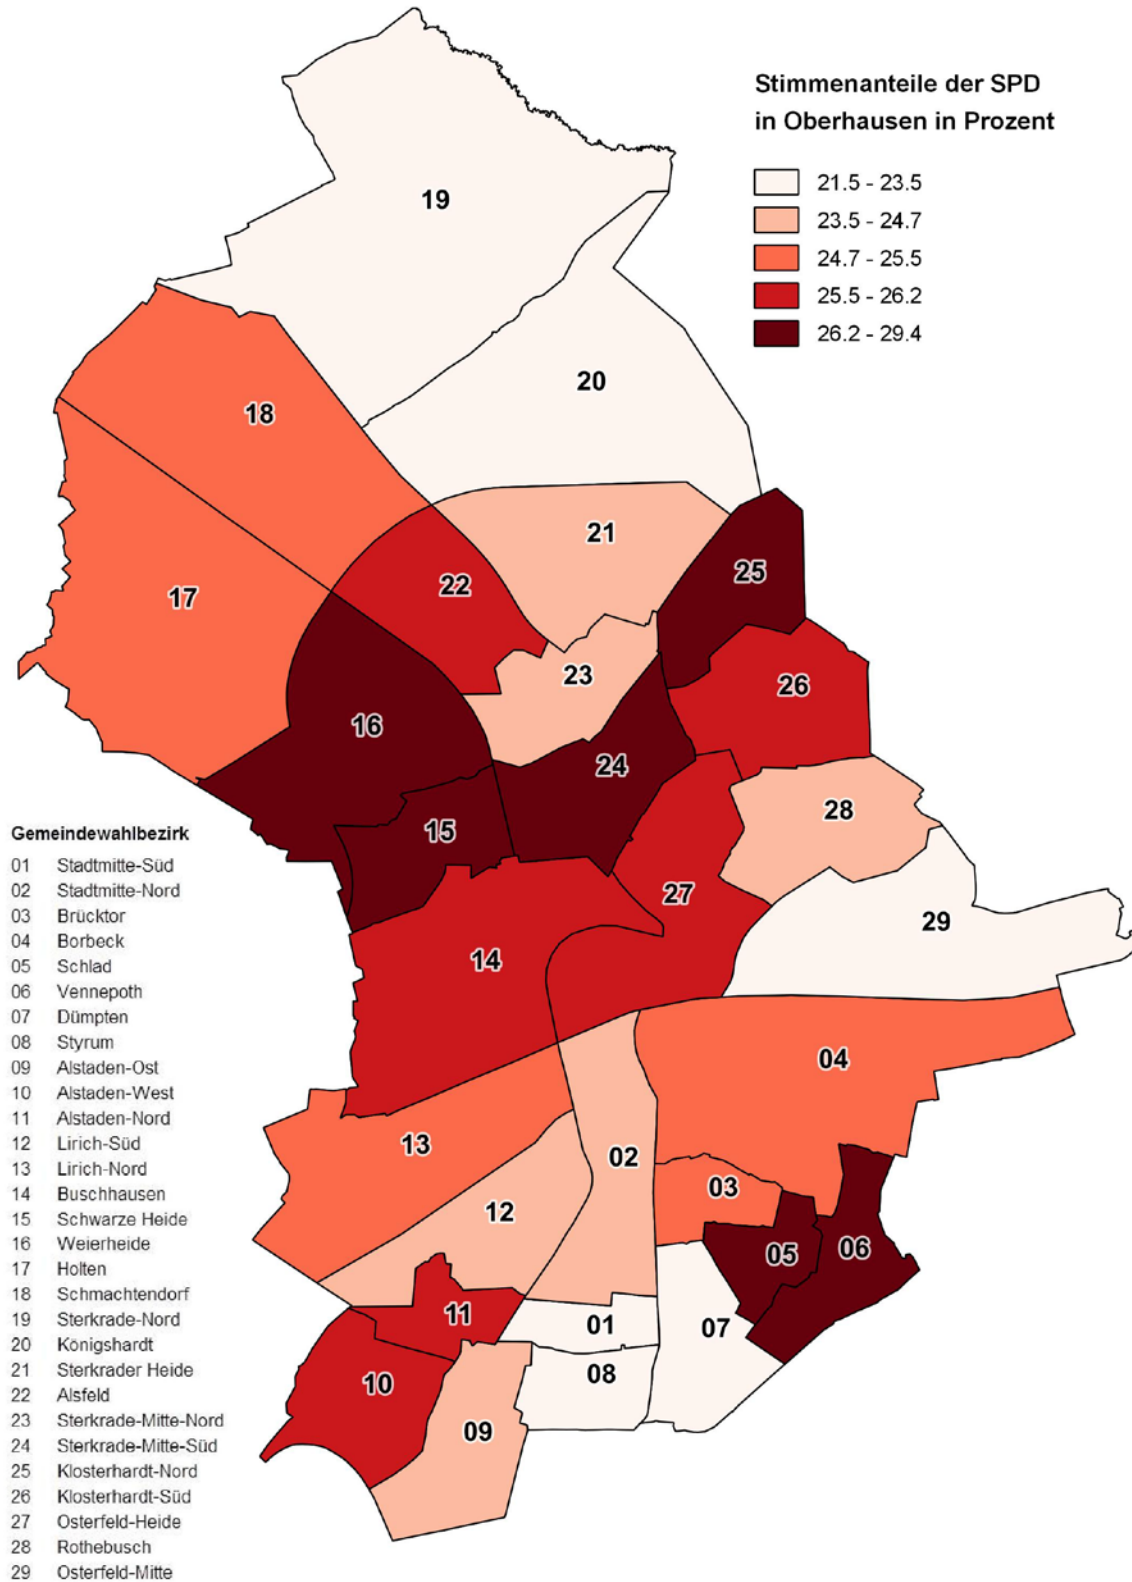 Stimmenanteile der SPD
in Oberhausen in Prozent
21.5 - 23.5
23.5 - 24.7
24.7 - 25.5
25.5 - 26.2
26.2 - 29.4
19
20
18
21
25
22
17
23
26
16
24
28
15
27
29
14
04
13
02
03
12
05
06
11
01
07
08
10
09
Gemeindewahlbezirk
01 Stadtmitte-Süd
02 Stadtmitte-Nord
03 Brücktor
04 Borbeck
05 Schlad
06 Vennepoth
07 Dümpten
08 Styrum
09 Alstaden-Ost
10 Alstaden-West
11 Alstaden-Nord
12 Lirich-Süd
13 Lirich-Nord
14 Buschhausen
15 Schwarze Heide
16 Weierheide
17 Holten
18 Schmachtendorf
19 Sterkrade-Nord
20 Königshardt
21 Sterkrader Heide
22 Alsfeld
23 Sterkrade-Mitte-Nord
24 Sterkrade-Mitte-Süd
25 Klosterhardt-Nord
26 Klosterhardt-Süd
27 Osterfeld-Heide
28 Rothebusch
29 Osterfeld-Mitte